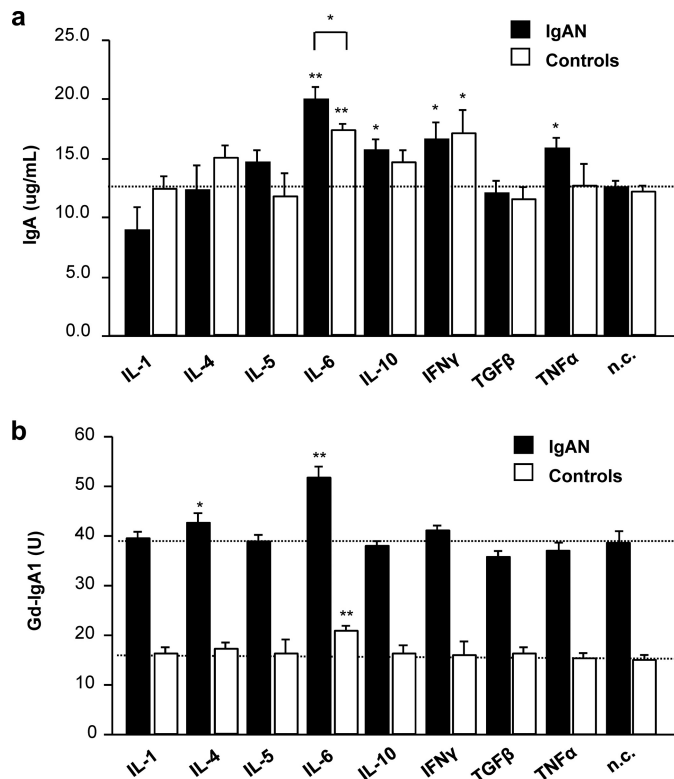 a
*
IgAN
Controls
IgA (ug/mL)
25.0
20.0
15.0
10.0
5.0
0.0
**
**
*
*
*
*
IL-1
IL-4
IL-5
IL-6
IL-10
IFNγ
TGFβ
TNFα
n.c.
b
IgAN
Controls
Gd-IgA1 (U)
60
50
40
30
20
10
0
*
**
**
IL-1
IL-4
IL-5
IL-6
IL-10
IFNγ
TGFβ
TNFα
n.c.